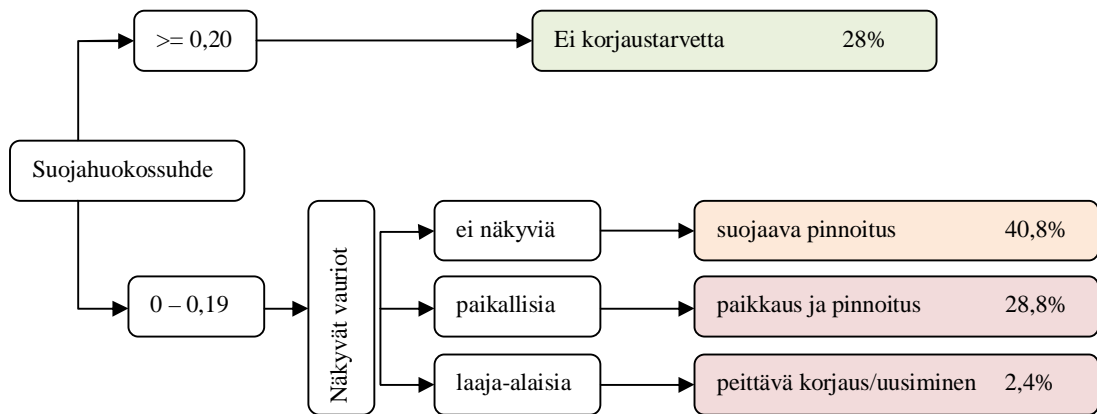 >= 0,20
Ei korjaustarvetta 28%
Suojahuokossuhde
0 – 0,19
Näkyvät vauriot
ei näkyviä
suojaava pinnoitus 40,8%
paikallisia
paikkaus ja pinnoitus 28,8%
laaja-alaisia
peittävä korjaus/uusiminen 2,4%